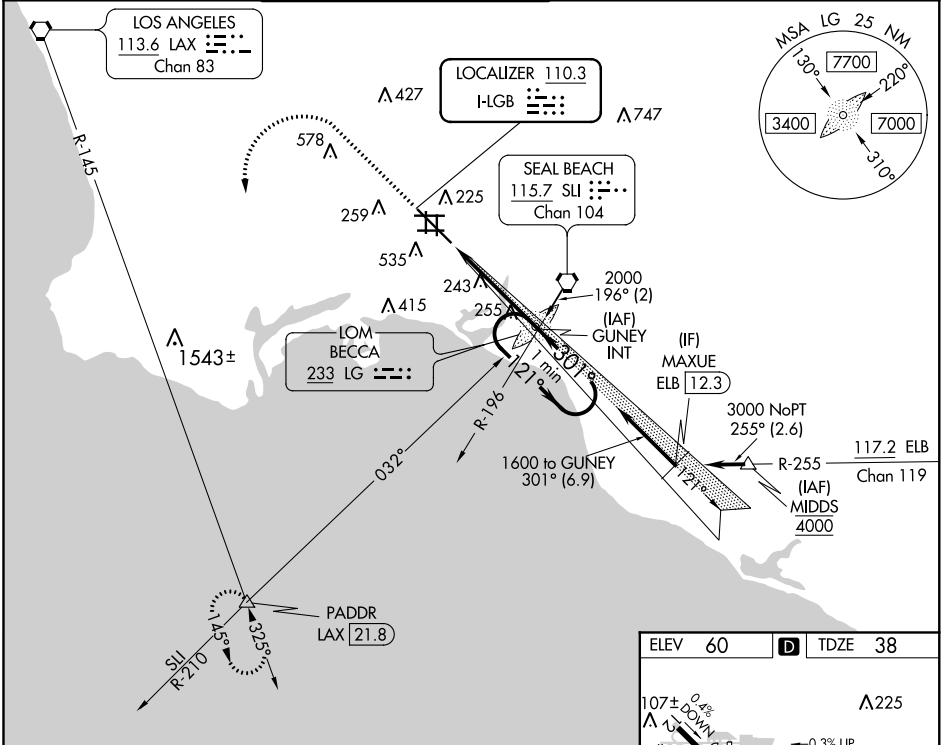 LOS ANGELES
113.6 LAX
Chan 83
LOCALIZER 110.3
I-LGB
MSA LG 25 NM
130°
7700
220°
3400
7000
310°
427
747
578
R-145
SEAL BEACH
115.7 SLI
Chan 104
225
259
535
2000
196° (2)
243
255
415
(IAF)
GUNEY
INT
LOM
BECCA
233 LG
1543±
(IF)
MAXUE
ELB 12.3
301°
1 min
121°
3000 NoPT
255° (2.6)
R-196
117.2 ELB
R-255
Chan 119
1600 to GUNEY
301° (6.9)
121°
(IAF)
MIDDS
4000
032°
PADDR
LAX 21.8
145°
325°
SLI
R-210
ELEV 60
D
TDZE 38
107±
0.4%
DOWN
225
12
0.3% UP